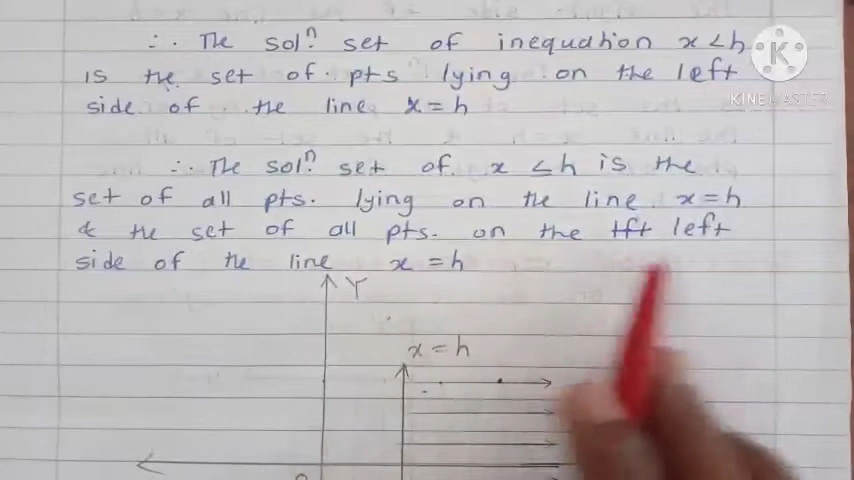 ∴ The solⁿ. set of inequation x < h
is the set of pts lying on the left
side of the line x = h
∴ The solⁿ. set of x ≤ h is the
set of all pts. lying on the line x = h
& the set of all pts. on the left
side of the line x = h
Y
x = h
K
KINEMASTER